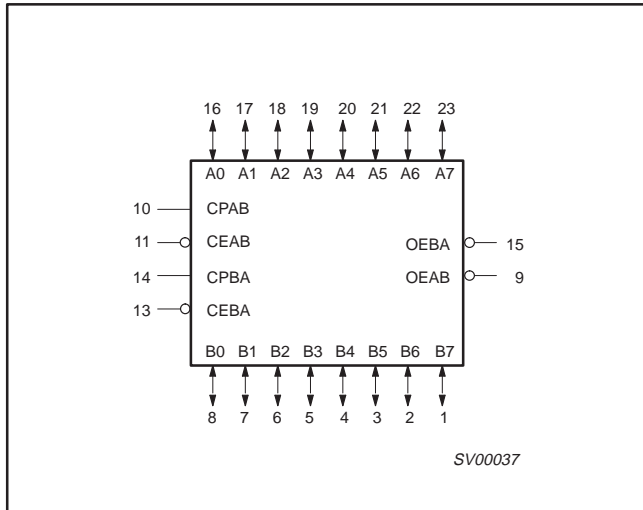 16 17 18 19 20 21 22 23
A0 A1 A2 A3 A4 A5 A6 A7
10 CPAB
11 CEAB OEBA 15
14 CPBA OEAB 9
13 CEBA
B0 B1 B2 B3 B4 B5 B6 B7
8 7 6 5 4 3 2 1
SV00037